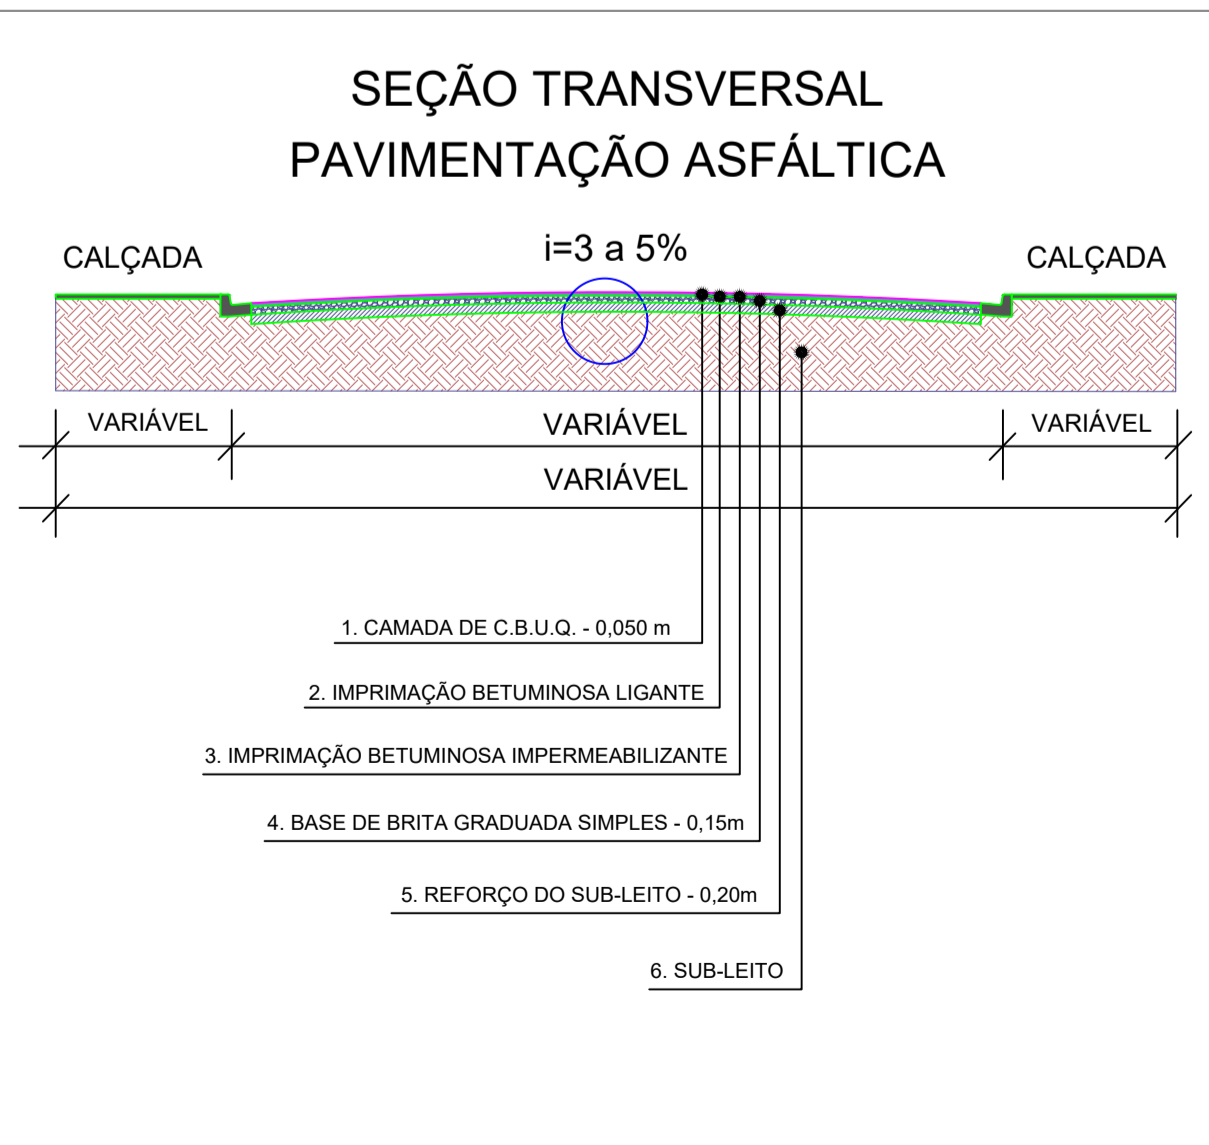 SEÇÃO TRANSVERSAL
PAVIMENTAÇÃO ASFÁLTICA
i=3 a 5%
CALÇADA
CALÇADA
VARIÁVEL
VARIÁVEL
VARIÁVEL
VARIÁVEL
1. CAMADA DE C.B.U.Q. - 0,050 m
2. IMPRIMAÇÃO BETUMINOSA LIGANTE
3. IMPRIMAÇÃO BETUMINOSA IMPERMEABILIZANTE
4. BASE DE BRITA GRADUADA SIMPLES - 0,15m
5. REFORÇO DO SUB-LEITO - 0,20m
6. SUB-LEITO